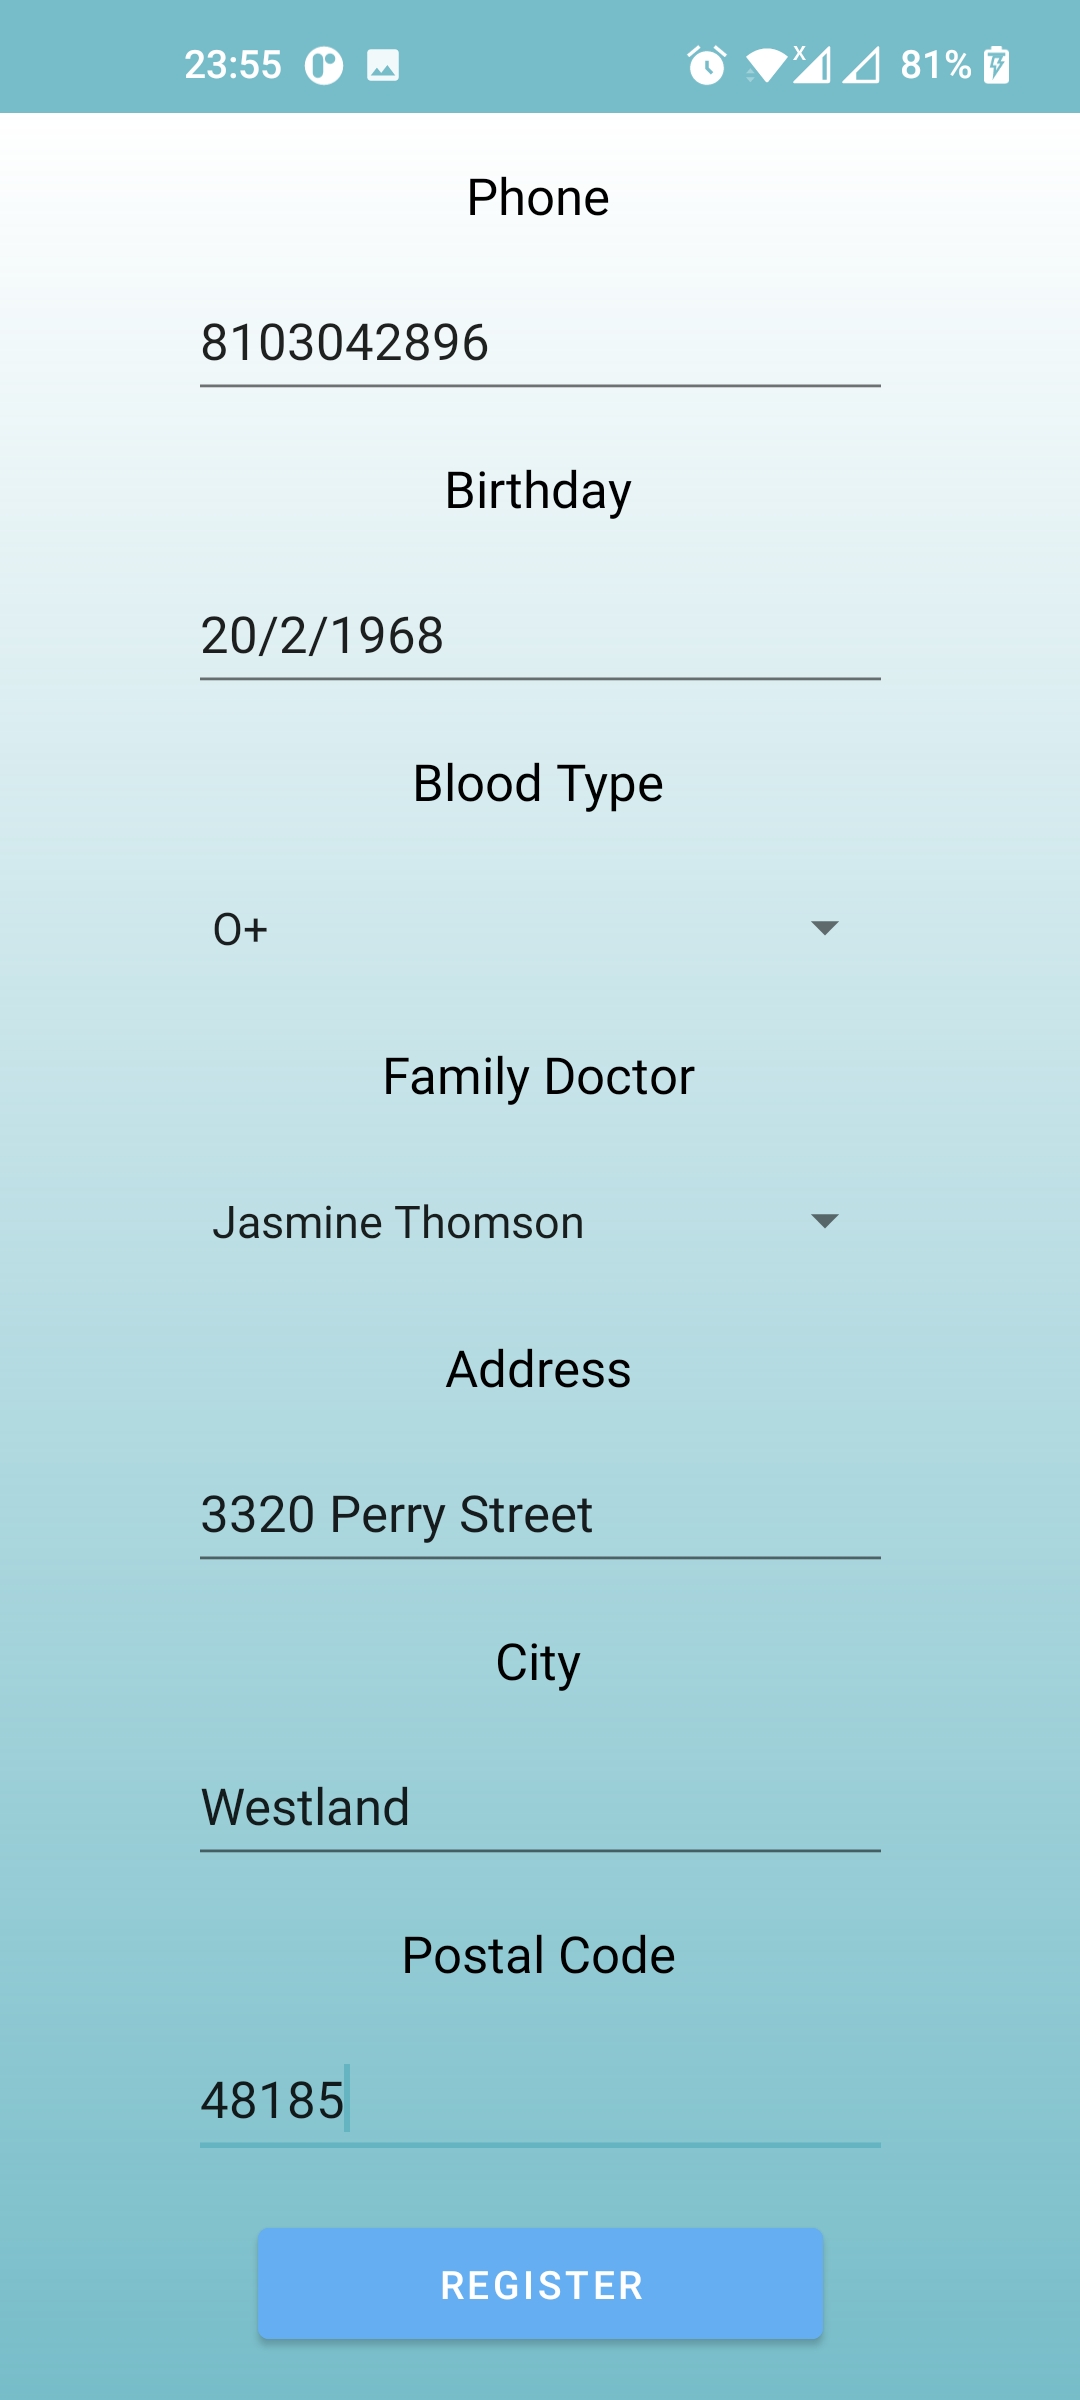 23:55 81%
Phone
8103042896
Birthday
20/2/1968
Blood Type
O+
Family Doctor
Jasmine Thomson
Address
3320 Perry Street
City
Westland
Postal Code
48185
REGISTER